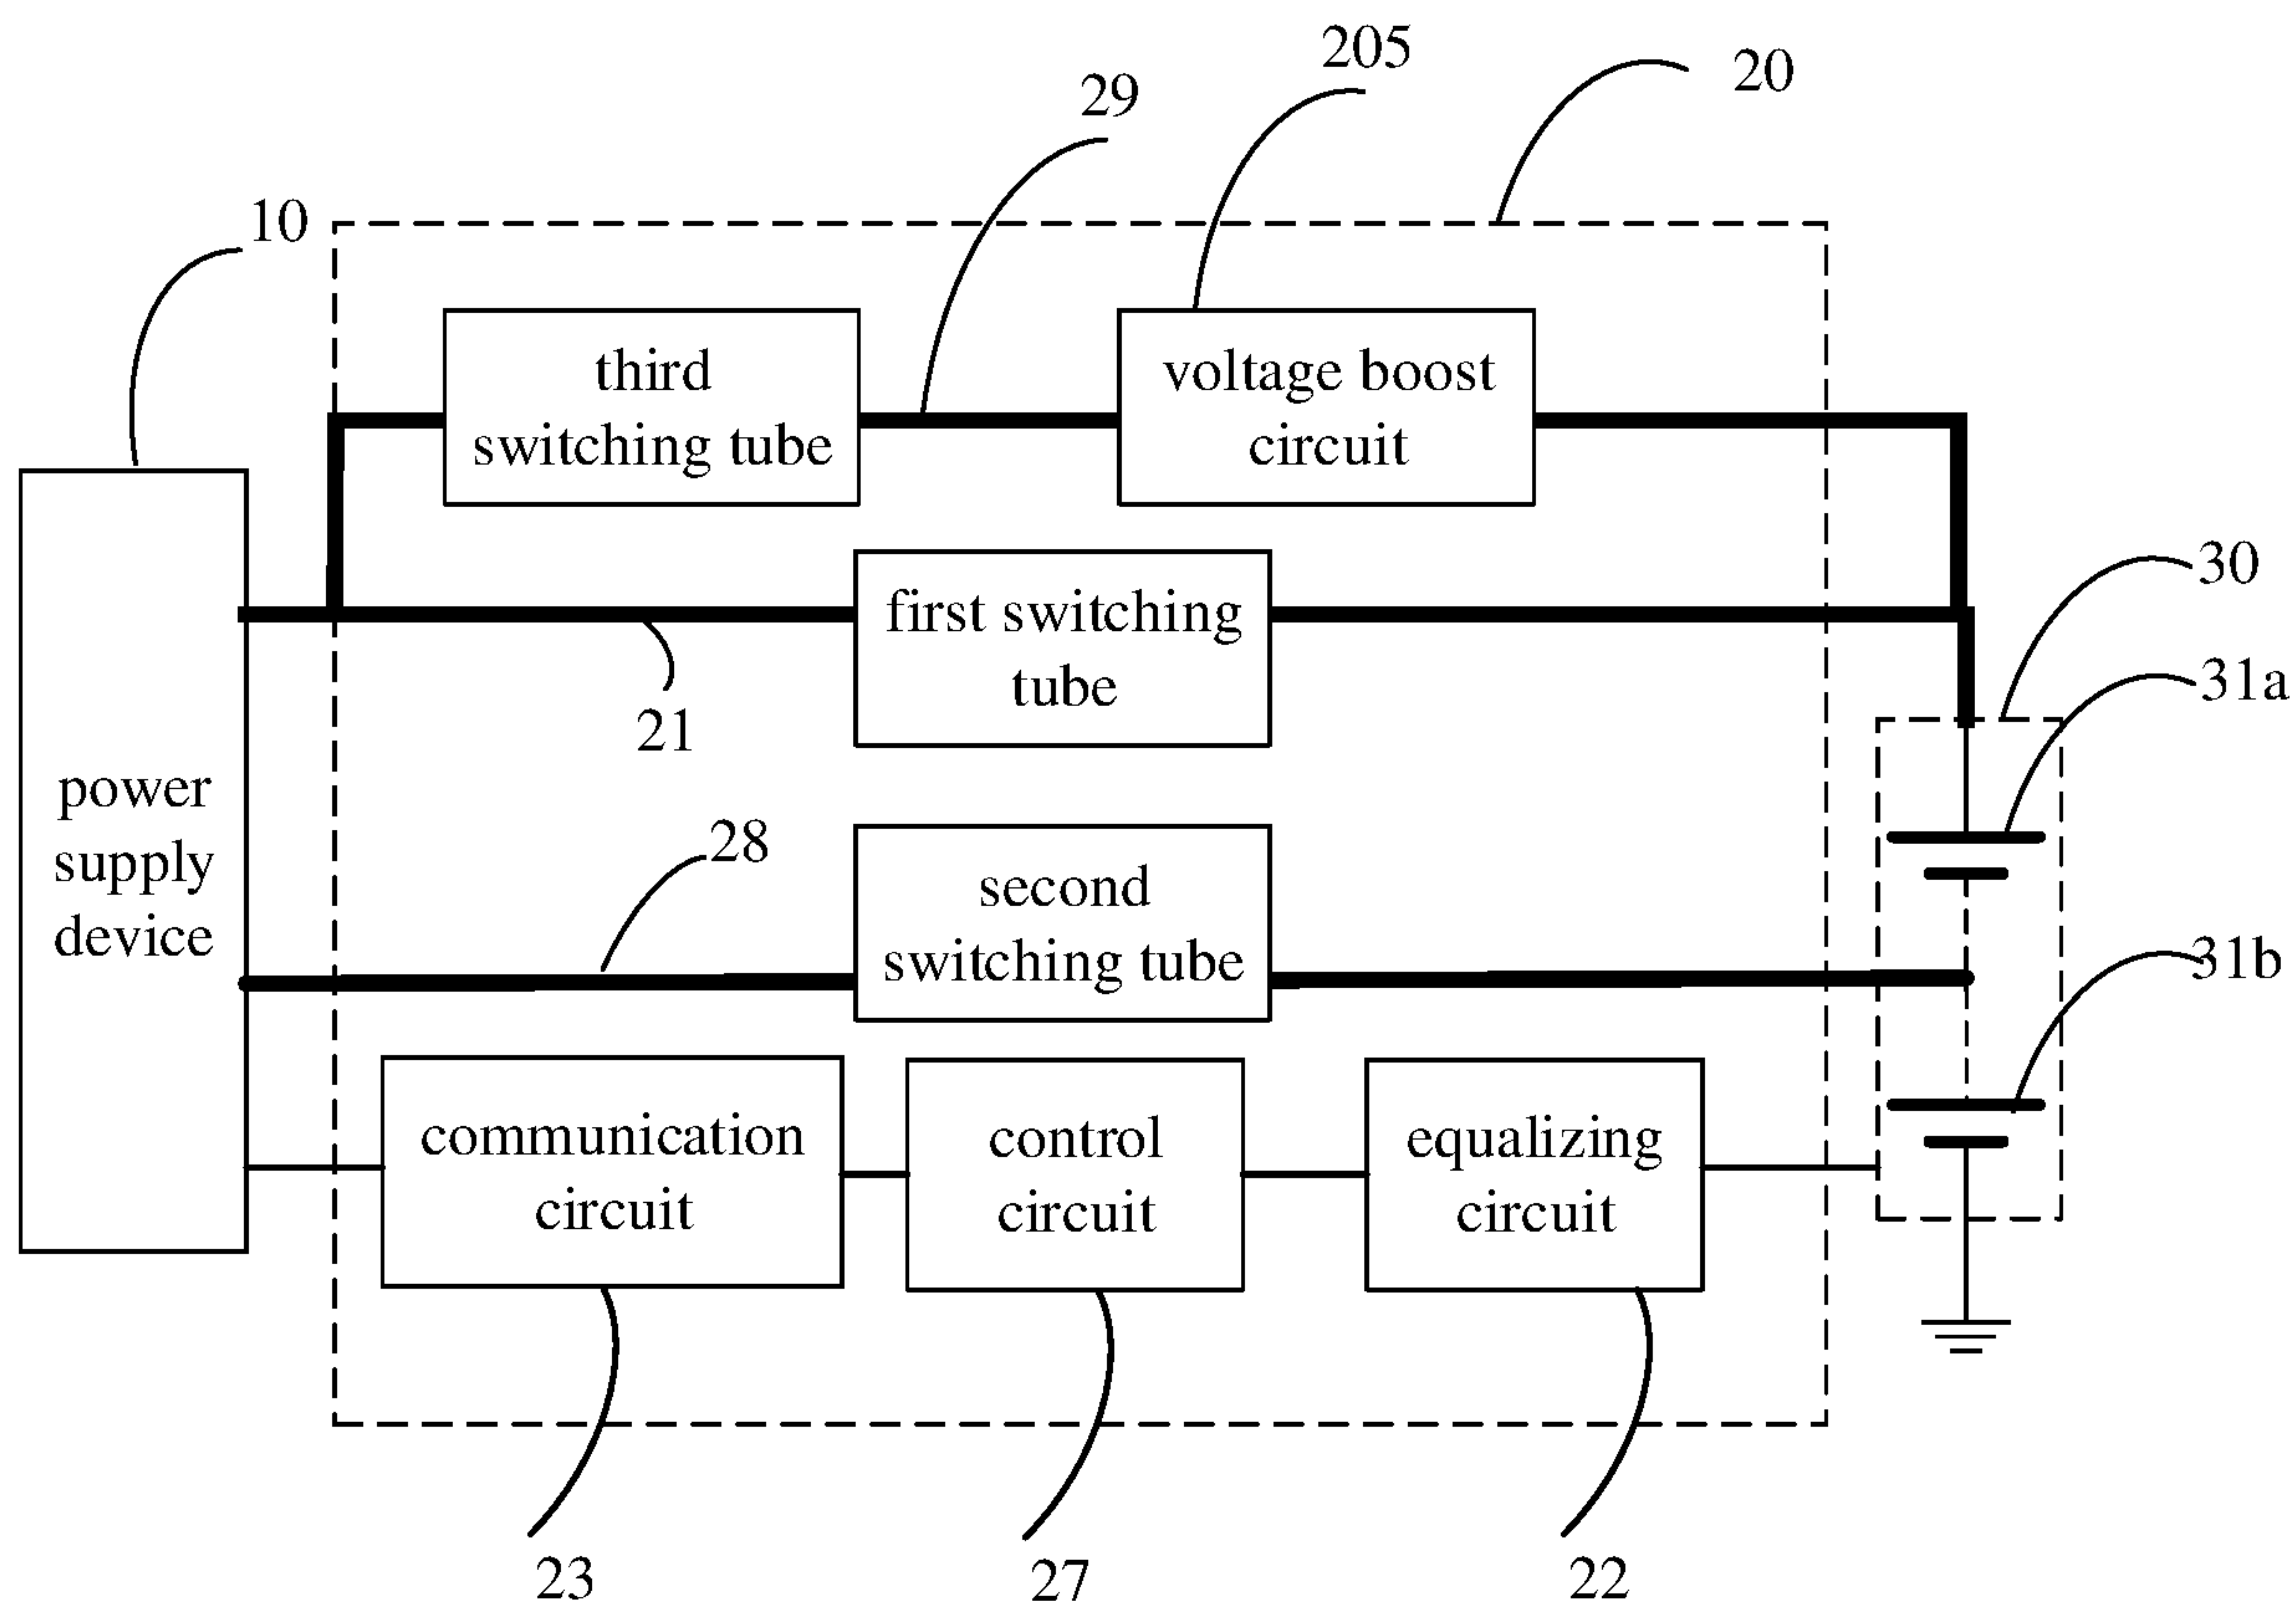 205
20
29
10
third
switching tube
voltage boost
circuit
30
first switching
tube
31a
21
power
supply
device
28
second
switching tube
31b
communication
circuit
control
circuit
equalizing
circuit
23
27
22